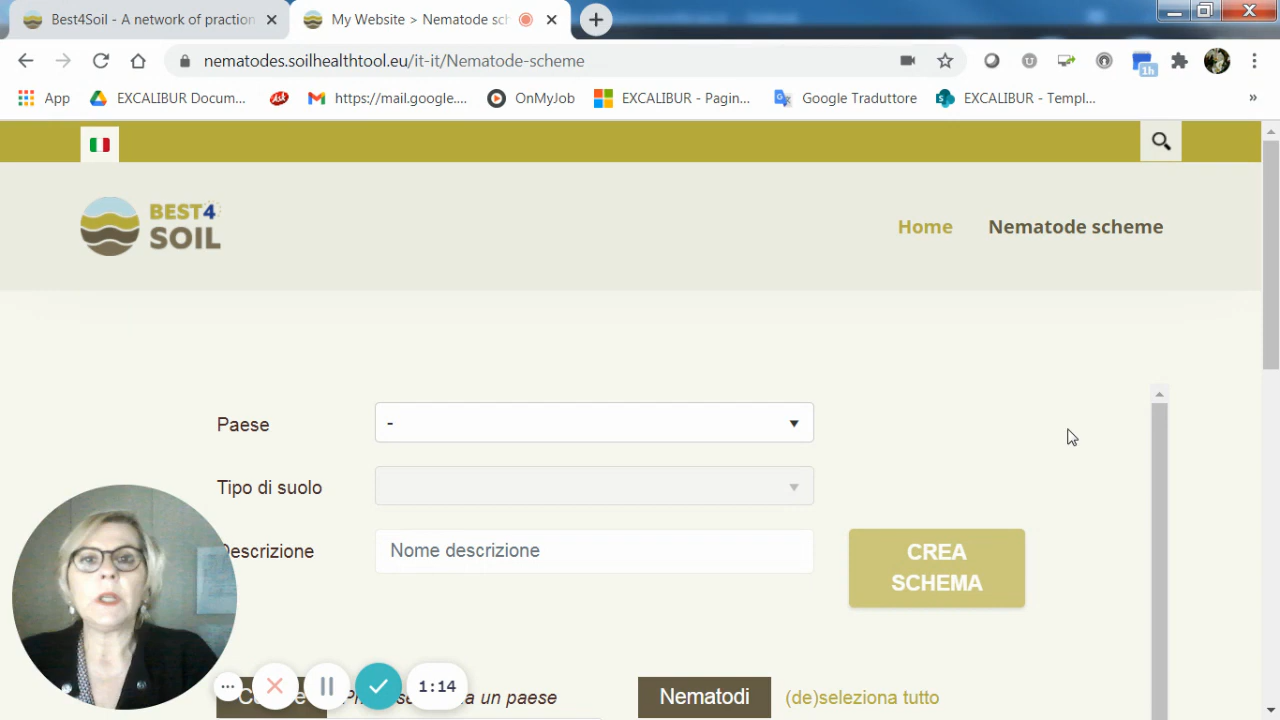 Best4Soil - A network of praction
My Website > Nematode sch
nematodes.soilhealthtool.eu/it-it/Nematode-scheme
1h
App
EXCALIBUR Docum...
https://mail.google....
OnMyJob
EXCALIBUR - Pagin...
Google Traduttore
EXCALIBUR - Templ...
»
BEST4
SOIL
Home
Nematode scheme
Paese
-
Tipo di suolo
Descrizione
Nome descrizione
CREA
SCHEMA
1:14
un paese
Nematodi
(de)seleziona tutto